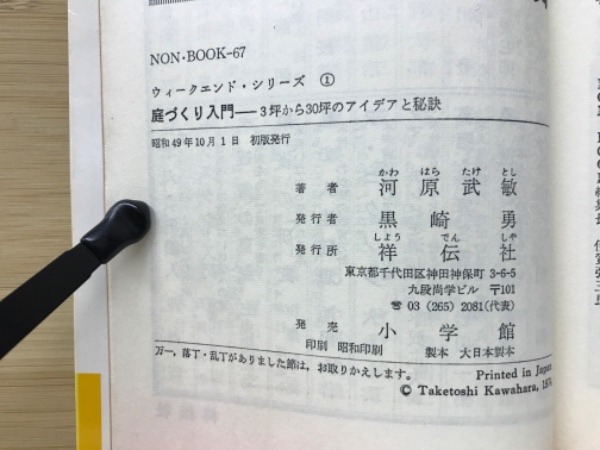 NON・BOOK-67
ウィークエンド・シリーズ ①
庭づくり入門——3坪から30坪のアイデアと秘訣
昭和49年10月1日 初版発行
かわ はら たけ とし
著者 河原武敏
発行者 黒崎勇
しよう でん しや
発行所 祥伝社
東京都千代田区神田神保町 3-6-5
九段尚学ビル 〒101
☎ 03 (265) 2081(代表)
発売 小学館
印刷 昭和印刷 製本 大日本製本
万一，落丁・乱丁がありました節は，お取りかえします。
Printed in Japan
© Taketoshi Kawahara,